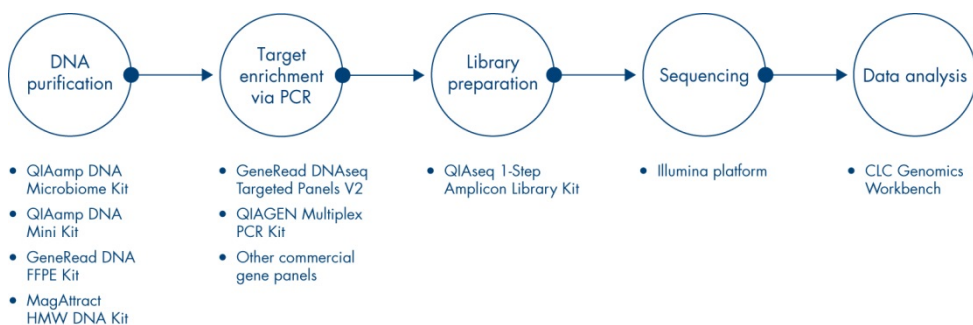 DNA
purification
Target
enrichment
via PCR
Library
preparation
Sequencing
Data analysis
• QIAamp DNA
Microbiome Kit
• QIAamp DNA
Mini Kit
• GeneRead DNA
FFPE Kit
• MagAttract
HMW DNA Kit
• GeneRead DNAseq
Targeted Panels V2
• QIAGEN Multiplex
PCR Kit
• Other commercial
gene panels
• QIAseq 1-Step
Amplicon Library Kit
• Illumina platform
• CLC Genomics
Workbench